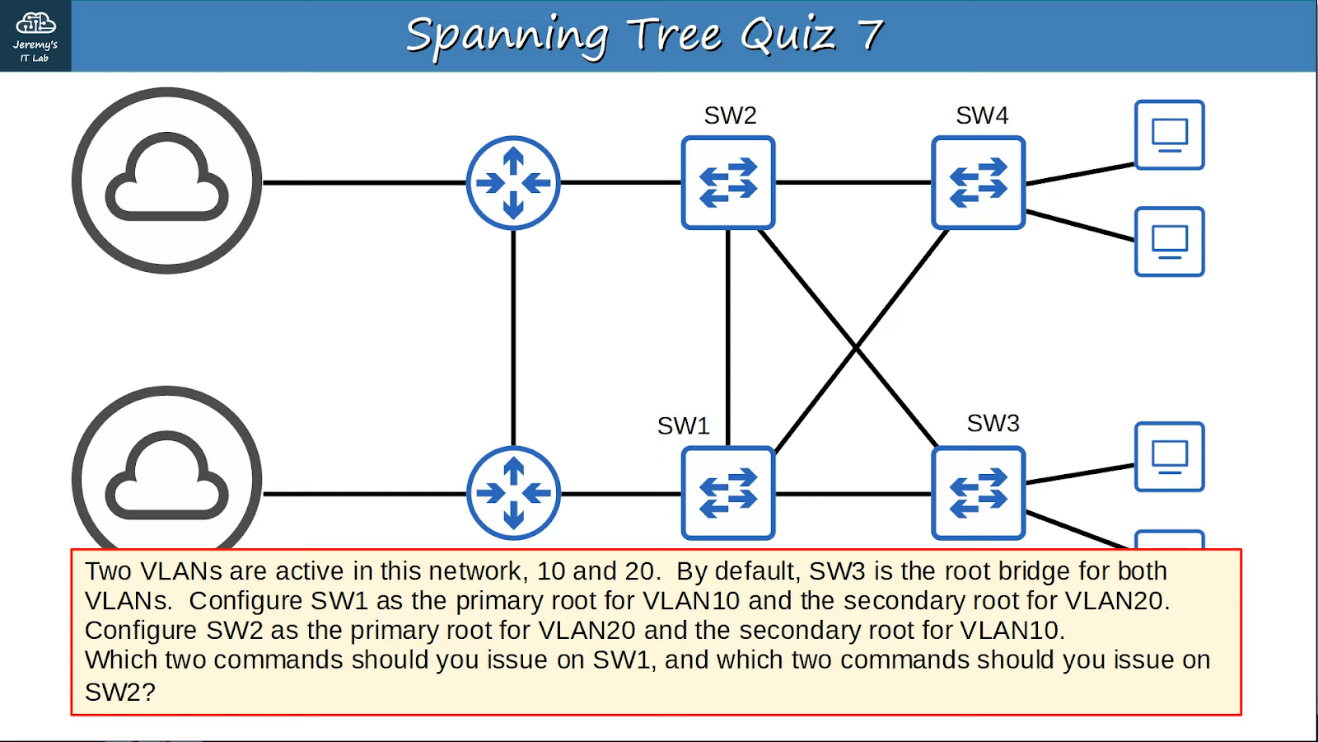 Jeremy's
IT Lab
Spanning Tree Quiz 7
SW2
SW4
SW1
SW3
Two VLANs are active in this network, 10 and 20.  By default, SW3 is the root bridge for both
VLANs.  Configure SW1 as the primary root for VLAN10 and the secondary root for VLAN20.
Configure SW2 as the primary root for VLAN20 and the secondary root for VLAN10.
Which two commands should you issue on SW1, and which two commands should you issue on
SW2?